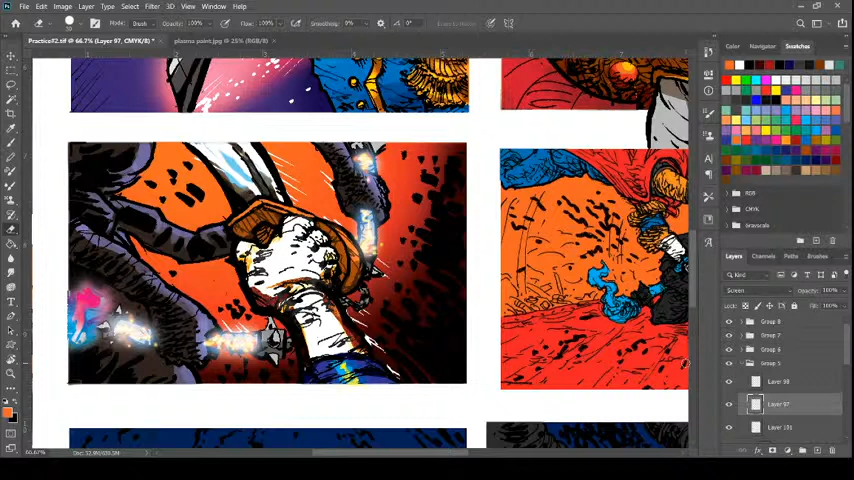 File Edit Image Layer Type Select Filter 3D View Window Help
Mode: Brush Opacity: 100% Flow: 100% Smoothing: 0% 0°
Practice#2.tif @ 66.7% (Layer 97, CMYK/8) * plasma paint.jpg @ 25% (RGB/8)
Color Navigator Swatches
RGB
CMYK
Grayscale
Layers Channels Paths Brushes
Kind
Screen Opacity: 100%
Lock: Fill: 100%
Group 8
Group 7
Group 6
Group 5
Layer 98
Layer 97
Layer 101
66.67%